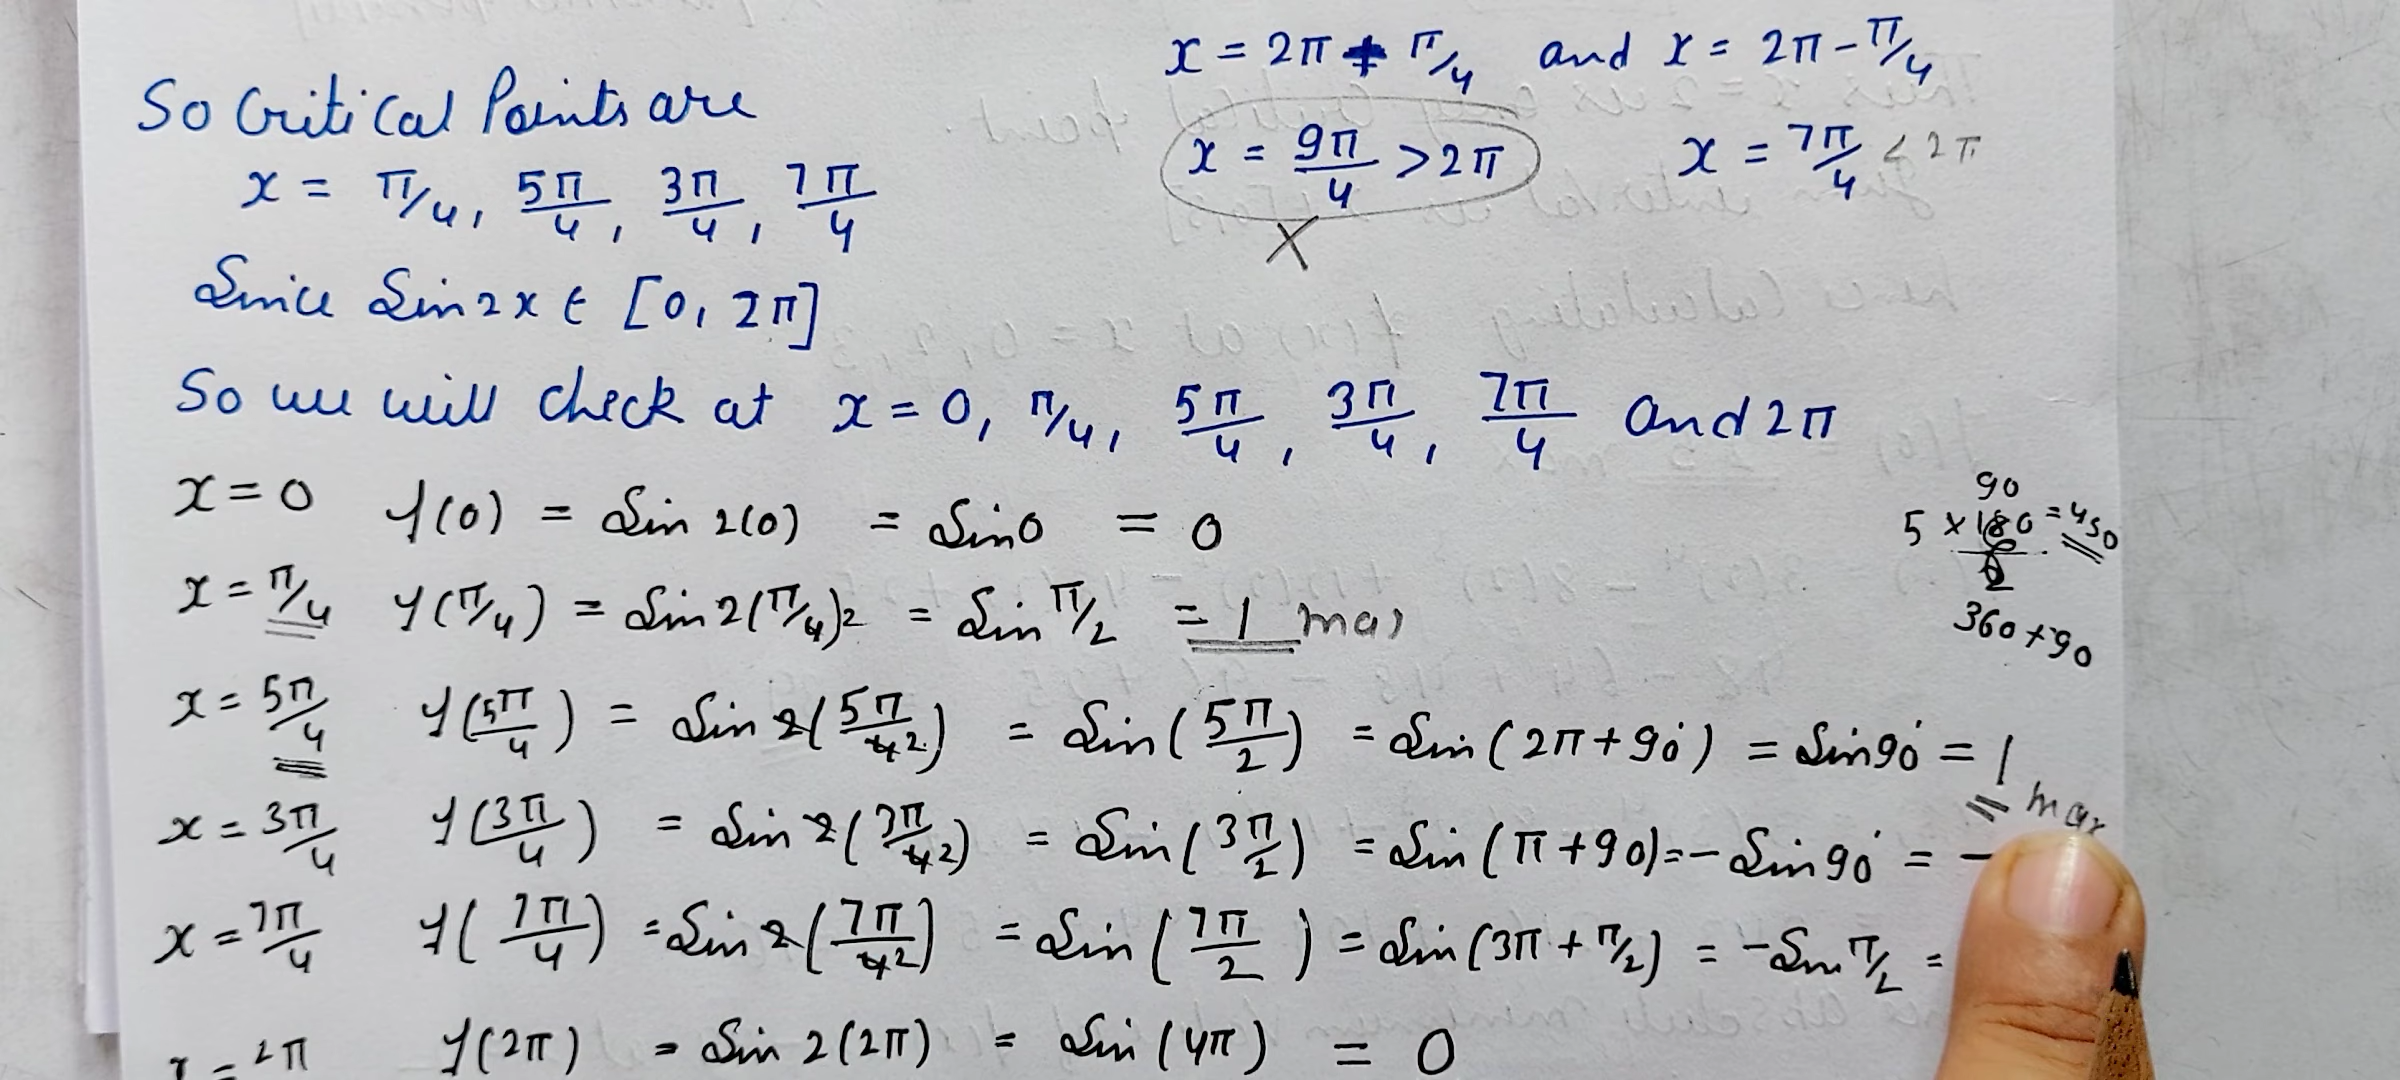 x = 2π + π/4 and x = 2π - π/4
So Critical Points are
x = 9π/4 > 2π x = 7π/4 < 2π
x = π/4, 5π/4, 3π/4, 7π/4
X
Since Sin2x ∈ [0, 2π]
So we will check at x = 0, π/4, 5π/4, 3π/4, 7π/4 and 2π
x = 0 f(0) = Sin 2(0) = Sin0 = 0
90
5 × 180/2 = 450
360 + 90
x = π/4 f(π/4) = Sin2(π/4)2 = Sin π/2 = 1 max
x = 5π/4 f(5π/4) = Sin 2(5π/4 2) = Sin(5π/2) = Sin(2π + 90°) = Sin90° = 1 max
x = 3π/4 f(3π/4) = Sin 2(3π/4 2) = Sin(3π/2) = Sin(π + 90) = -Sin90° = -
x = 7π/4 f(7π/4) = Sin 2(7π/4 2) = Sin(7π/2) = Sin(3π + π/2) = -Sin π/2 =
x = 2π f(2π) = Sin 2(2π) = Sin(4π) = 0